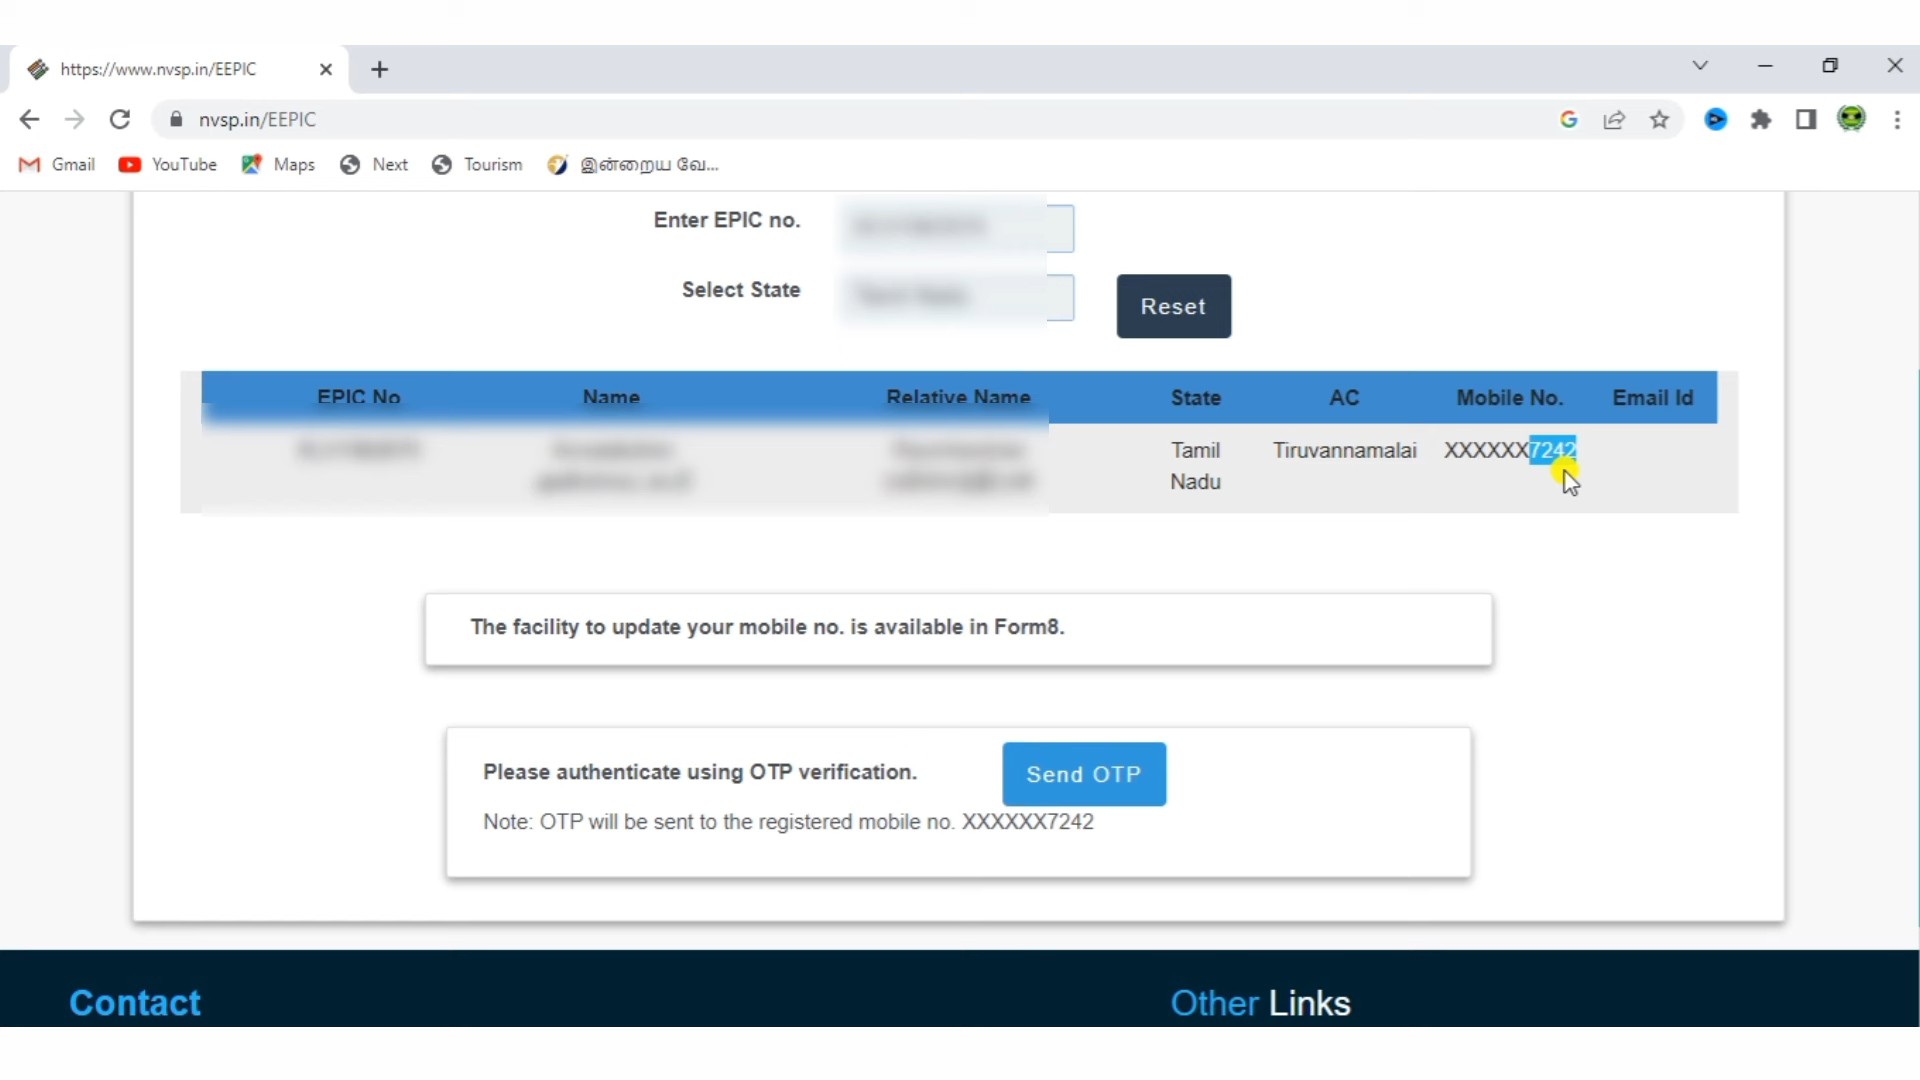 https://www.nvsp.in/EEPIC
nvsp.in/EEPIC
Gmail YouTube Maps Next Tourism இன்றைய வே...
Enter EPIC no.
Select State
Reset
EPIC No Name Relative Name State AC Mobile No. Email Id
Tamil Tiruvannamalai XXXXXX7242
Nadu
The facility to update your mobile no. is available in Form8.
Please authenticate using OTP verification. Send OTP
Note: OTP will be sent to the registered mobile no. XXXXXX7242
Contact Other Links